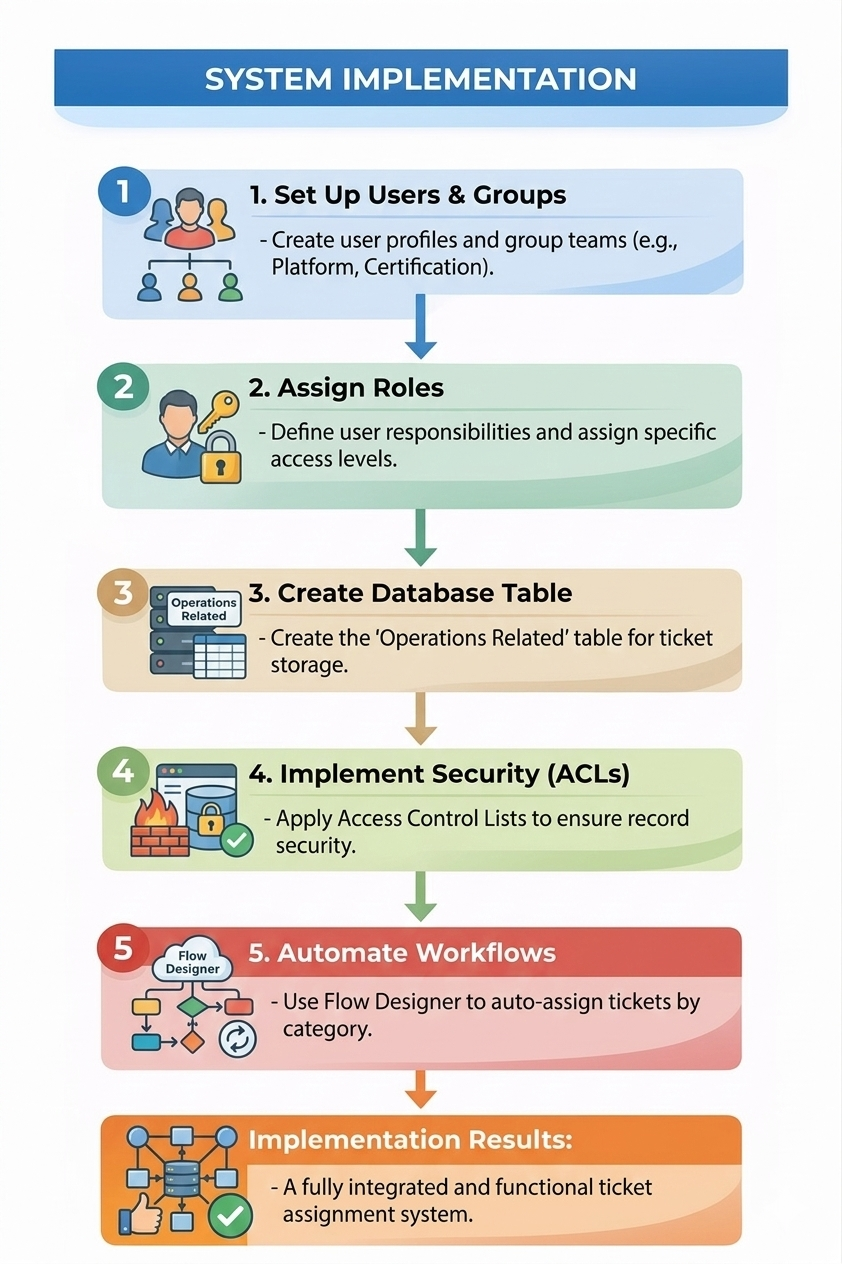 SYSTEM IMPLEMENTATION
1
1. Set Up Users & Groups
- Create user profiles and group teams (e.g.,
Platform, Certification).
2
2. Assign Roles
- Define user responsibilities and assign specific
access levels.
3
Operations
Related
3. Create Database Table
- Create the 'Operations Related' table for ticket
storage.
4
4. Implement Security (ACLs)
- Apply Access Control Lists to ensure record
security.
5
Flow
Designer
5. Automate Workflows
- Use Flow Designer to auto-assign tickets by
category.
Implementation Results:
- A fully integrated and functional ticket
assignment system.